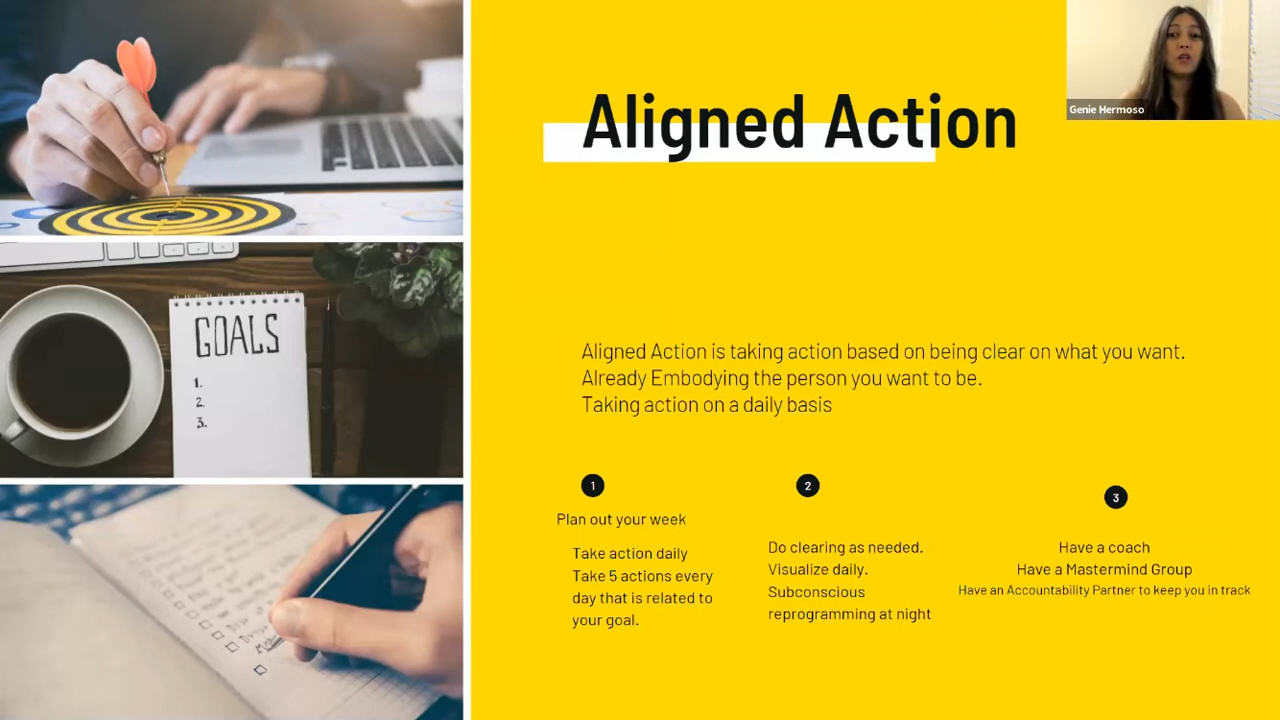 Genie Hermoso
Aligned Action
GOALS
1.
2.
3.
Aligned Action is taking action based on being clear on what you want.
Already Embodying the person you want to be.
Taking action on a daily basis
1
Plan out your week
Take action daily
Take 5 actions every
day that is related to
your goal.
2
Do clearing as needed.
Visualize daily.
Subconscious
reprogramming at night
3
Have a coach
Have a Mastermind Group
Have an Accountability Partner to keep you in track